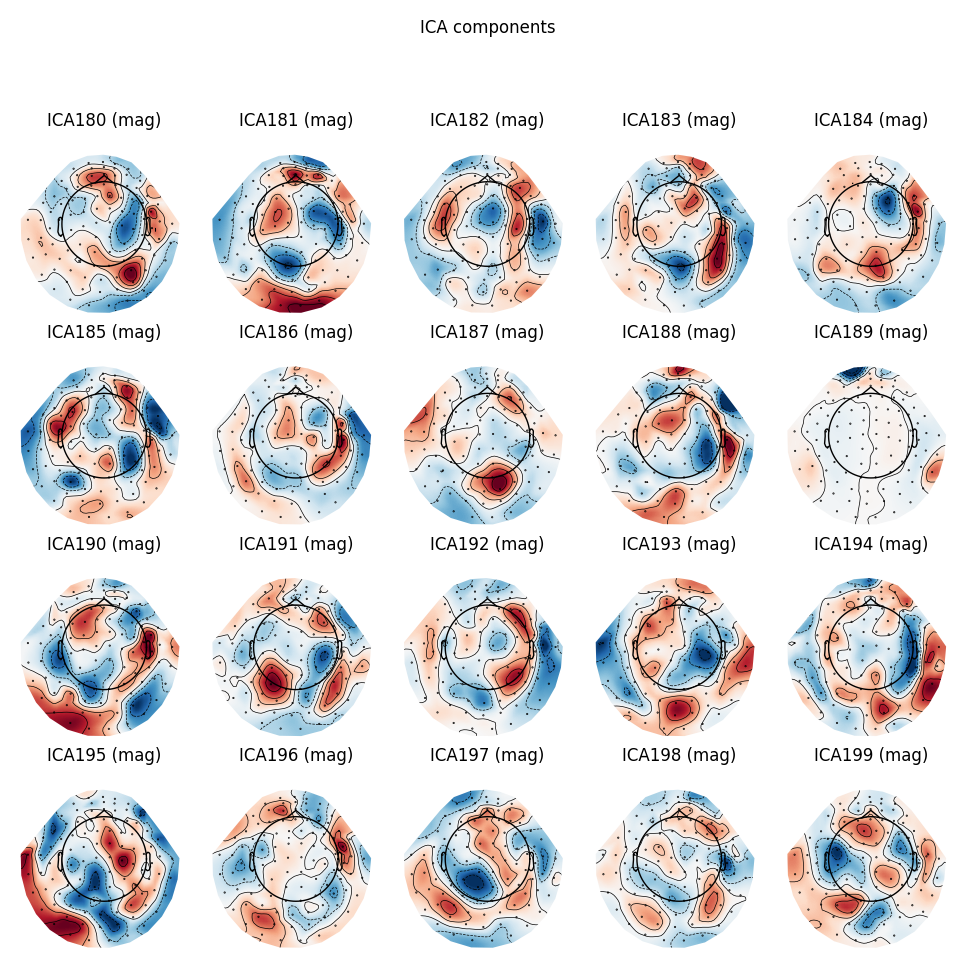 ICA components
ICA180 (mag) ICA181 (mag) ICA182 (mag) ICA183 (mag) ICA184 (mag)
ICA185 (mag) ICA186 (mag) ICA187 (mag) ICA188 (mag) ICA189 (mag)
ICA190 (mag) ICA191 (mag) ICA192 (mag) ICA193 (mag) ICA194 (mag)
ICA195 (mag) ICA196 (mag) ICA197 (mag) ICA198 (mag) ICA199 (mag)